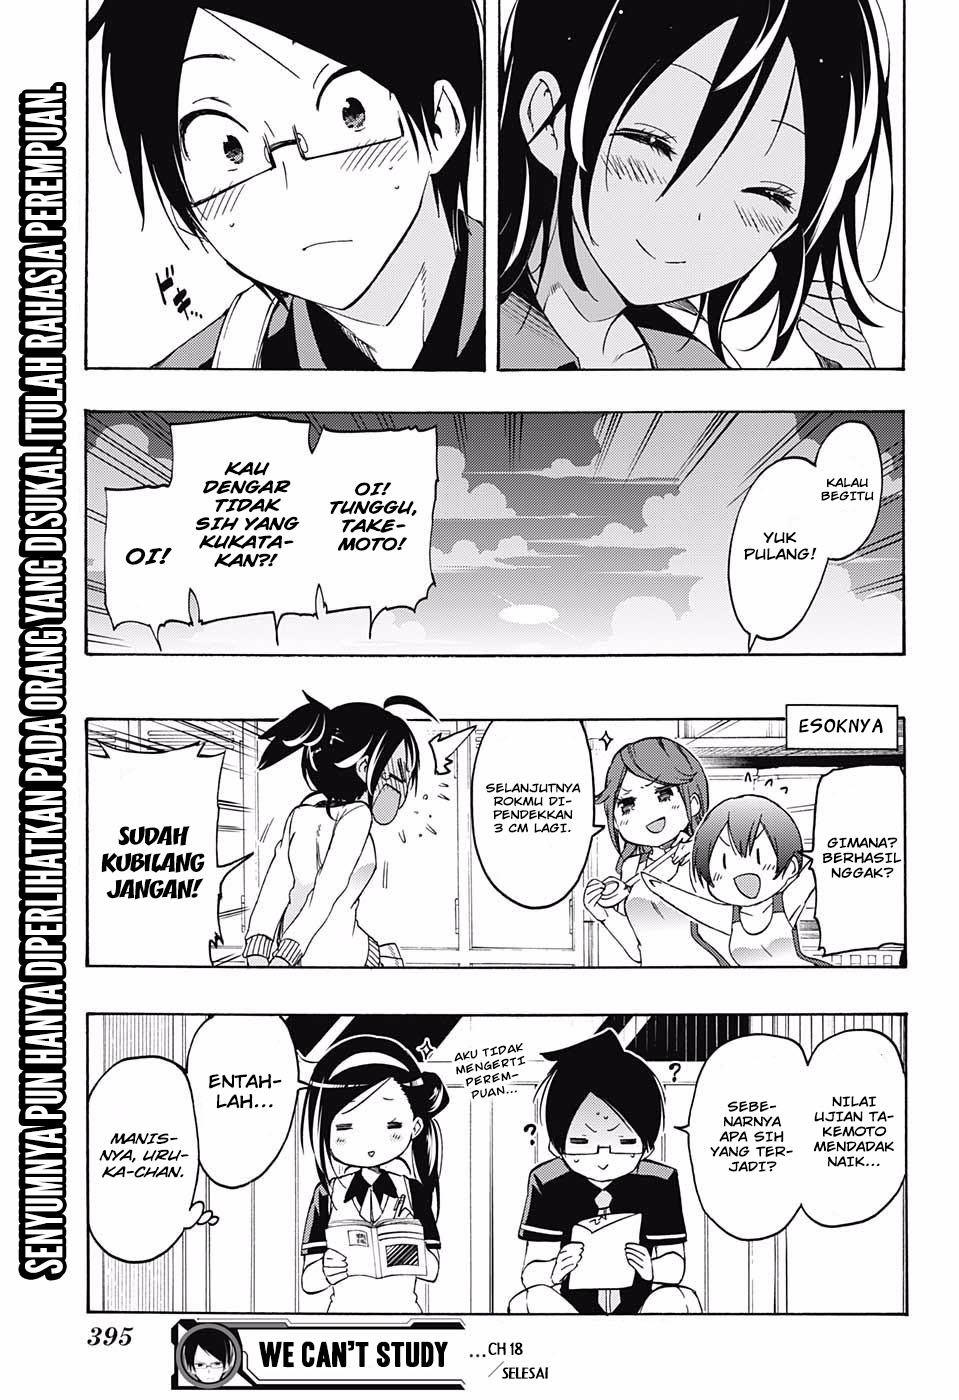 SENYUMNYA PUN HANYA DIPERLIHATKAN PADA ORANG YANG DISUKAI. ITULAH RAHASIA PEREMPUAN.
ドキ
KALAU
BEGITU
YUK
PULANG!
OI!
TUNGGU,
TAKE-
MOTO!
KAU
DENGAR
TIDAK
SIH YANG
KUKATA-
KAN?!
OI!
ESOKNYA
GIMANA?
BERHASIL
NGGAK?
SELANJUTNYA
ROKMU DI-
PENDEKKAN
3 CM LAGI.
SUDAH
KUBILANG
JANGAN!
NILAI
UJIAN TA-
KEMOTO
MENDADAK
NAIK...
SEBE-
NARNYA
APA SIH
YANG TER-
JADI?
?
?
AKU TIDAK
MENGERTI
PEREM-
PUAN...
ENTAH-
LAH...
MANIS-
NYA, URU-
KA-CHAN.
395
WE CAN'T STUDY
...CH 18
/SELESAI